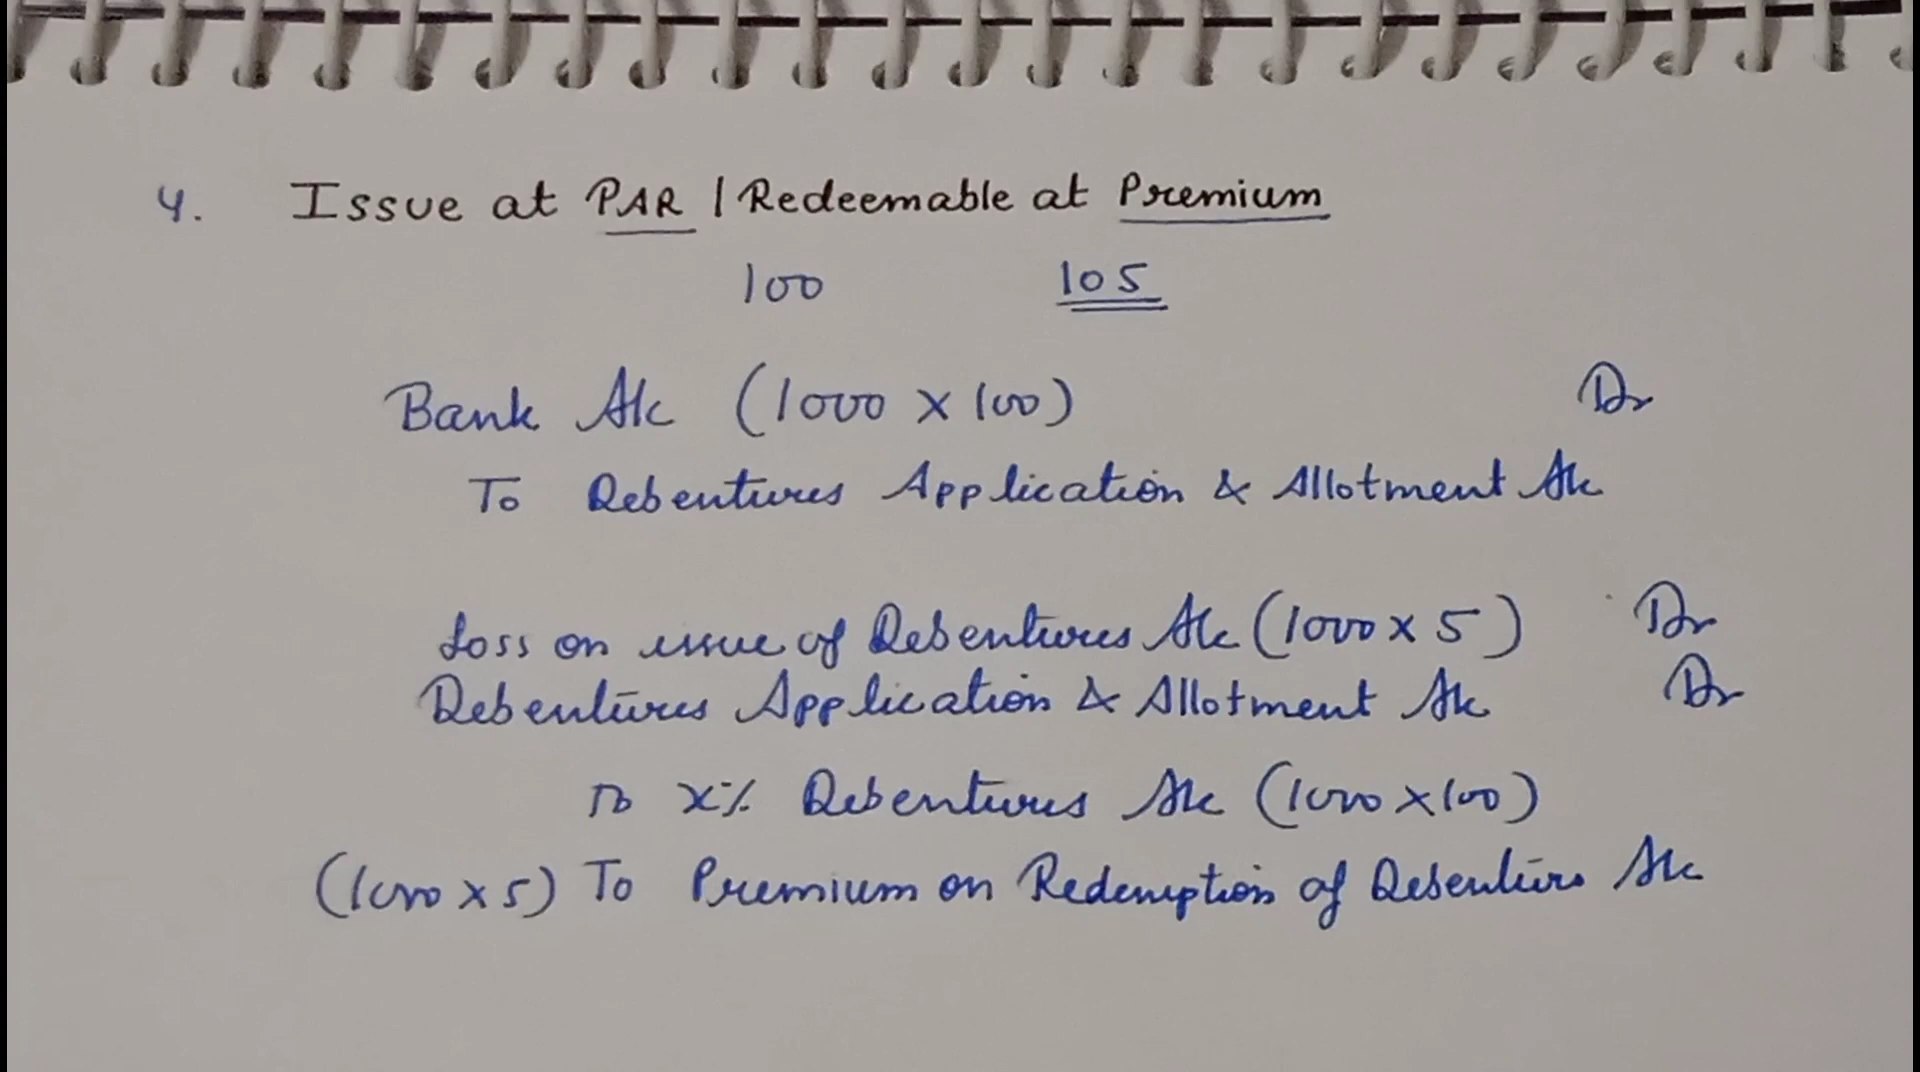 4. Issue at PAR | Redeemable at Premium
100 105
Bank A/c (1000 × 100) Dr
To Debentures Application & Allotment A/c
Loss on issue of Debentures A/c (1000 × 5) Dr
Debentures Application & Allotment A/c Dr
To X% Debentures A/c (1000 × 100)
(1000 × 5) To Premium on Redemption of Debentures A/c